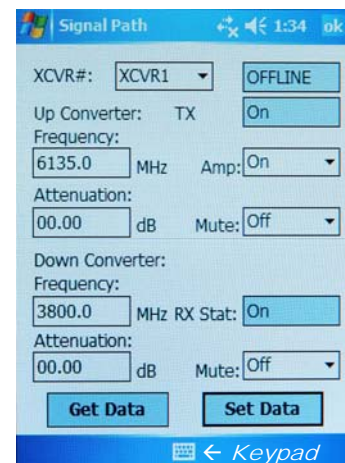 Signal Path 1:34 ok
XCVR#: XCVR1 OFFLINE
Up Converter: TX On
Frequency:
6135.0 MHz Amp: On
Attenuation:
00.00 dB Mute: Off
Down Converter:
Frequency:
3800.0 MHz RX Stat: On
Attenuation:
00.00 dB Mute: Off
Get Data Set Data
← Keypad